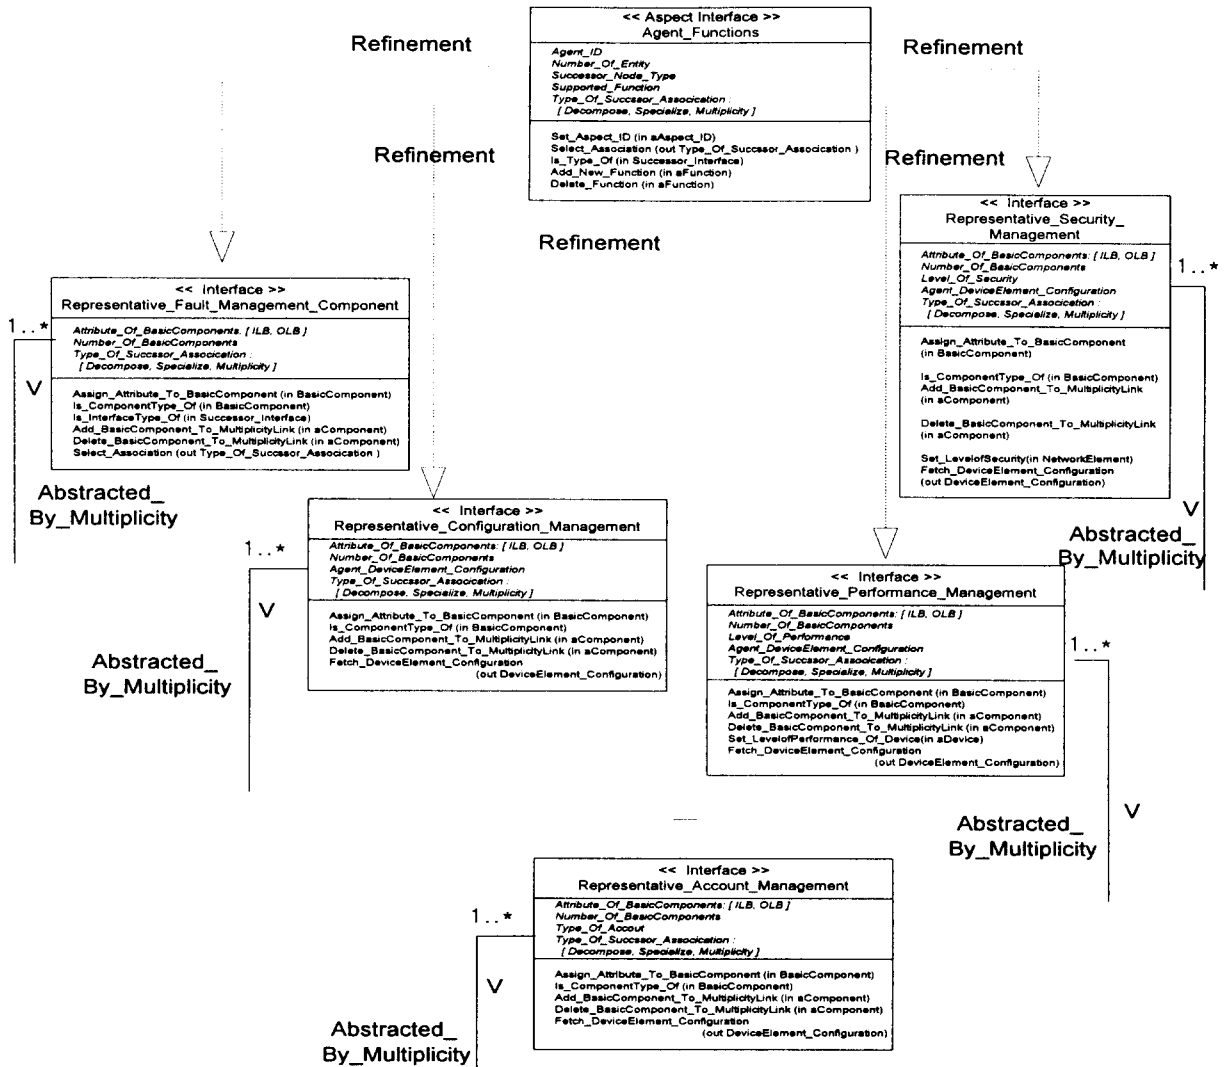 << Aspect Interface >>
Agent_Functions
Agent_ID
Number_Of_Entity
Successor_Node_Type
Supported_Function
Type_Of_Succssor_Assocication :
[ Decompose, Specialize, Multiplicity ]
Set_Aspect_ID (in aAspect_ID)
Select_Association (out Type_Of_Succssor_Assocication )
Is_Type_Of (in Successor_Interface)
Add_New_Function (in aFunction)
Delete_Function (in aFunction)
Refinement
Refinement
Refinement
Refinement
Refinement
<< Interface >>
Representative_Security_
Management
Attribute_Of_BasicComponents: [ ILB, OLB ]
Number_Of_BasicComponents
Level_Of_Security
Agent_DeviceElement_Configuration
Type_Of_Succssor_Assocication :
[ Decompose, Specialize, Multiplicity ]
Assign_Attribute_To_BasicComponent
(in BasicComponent)
Is_ComponentType_Of (in BasicComponent)
Add_BasicComponent_To_MultiplicityLink
(in aComponent)
Delete_BasicComponent_To_MultiplicityLink
(in aComponent)
Set_LevelofSecurity(in NetworkElement)
Fetch_DeviceElement_Configuration
(out DeviceElement_Configuration)
1..*
V
Abstracted_
By_Multiplicity
<< Interface >>
Representative_Fault_Management_Component
Attribute_Of_BasicComponents: [ ILB, OLB ]
Number_Of_BasicComponents
Type_Of_Succssor_Assocication :
[ Decompose, Specialize, Multiplicity ]
Assign_Attribute_To_BasicComponent (in BasicComponent)
Is_ComponentType_Of (in BasicComponent)
Is_InterfaceType_Of (in Successor_Interface)
Add_BasicComponent_To_MultiplicityLink (in aComponent)
Delete_BasicComponent_To_MultiplicityLink (in aComponent)
Select_Association (out Type_Of_Succssor_Assocication )
1..*
V
Abstracted_
By_Multiplicity
<< Interface >>
Representative_Configuration_Management
Attribute_Of_BasicComponents: [ ILB, OLB ]
Number_Of_BasicComponents
Agent_DeviceElement_Configuration
Type_Of_Succssor_Assocication :
[ Decompose, Specialize, Multiplicity ]
Assign_Attribute_To_BasicComponent (in BasicComponent)
Is_ComponentType_Of (in BasicComponent)
Add_BasicComponent_To_MultiplicityLink (in aComponent)
Delete_BasicComponent_To_MultiplicityLink (in aComponent)
Fetch_DeviceElement_Configuration
(out DeviceElement_Configuration)
1..*
V
Abstracted_
By_Multiplicity
<< Interface >>
Representative_Performance_Management
Attribute_Of_BasicComponents: [ ILB, OLB ]
Number_Of_BasicComponents
Level_Of_Performance
Agent_DeviceElement_Configuration
Type_Of_Succssor_Assocication :
[ Decompose, Specialize, Multiplicity ]
Assign_Attribute_To_BasicComponent (in BasicComponent)
Is_ComponentType_Of (in BasicComponent)
Add_BasicComponent_To_MultiplicityLink (in aComponent)
Delete_BasicComponent_To_MultiplicityLink (in aComponent)
Set_LevelofPerformance_Of_Device(in aDevice)
Fetch_DeviceElement_Configuration
(out DeviceElement_Configuration)
1..*
V
Abstracted_
By_Multiplicity
<< Interface >>
Representative_Account_Management
Attribute_Of_BasicComponents: [ ILB, OLB ]
Number_Of_BasicComponents
Type_Of_Accout
Type_Of_Succssor_Assocication :
[ Decompose, Specialize, Multiplicity ]
Assign_Attribute_To_BasicComponent (in BasicComponent)
Is_ComponentType_Of (in BasicComponent)
Add_BasicComponent_To_MultiplicityLink (in aComponent)
Delete_BasicComponent_To_MultiplicityLink (in aComponent)
Fetch_DeviceElement_Configuration
(out DeviceElement_Configuration)
1..*
V
Abstracted_
By_Multiplicity